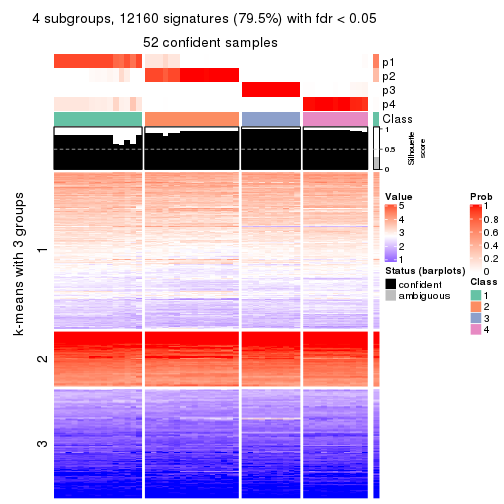 4 subgroups, 12160 signatures (79.5%) with fdr < 0.05
52 confident samples
p1
p2
p3
p4
Class
1
0.5
0
Silhouette
score
k-means with 3 groups
1
2
3
Value
5
4
3
2
1
Status (barplots)
confident
ambiguous
Prob
1
0.8
0.6
0.4
0.2
0
Class
1
2
3
4